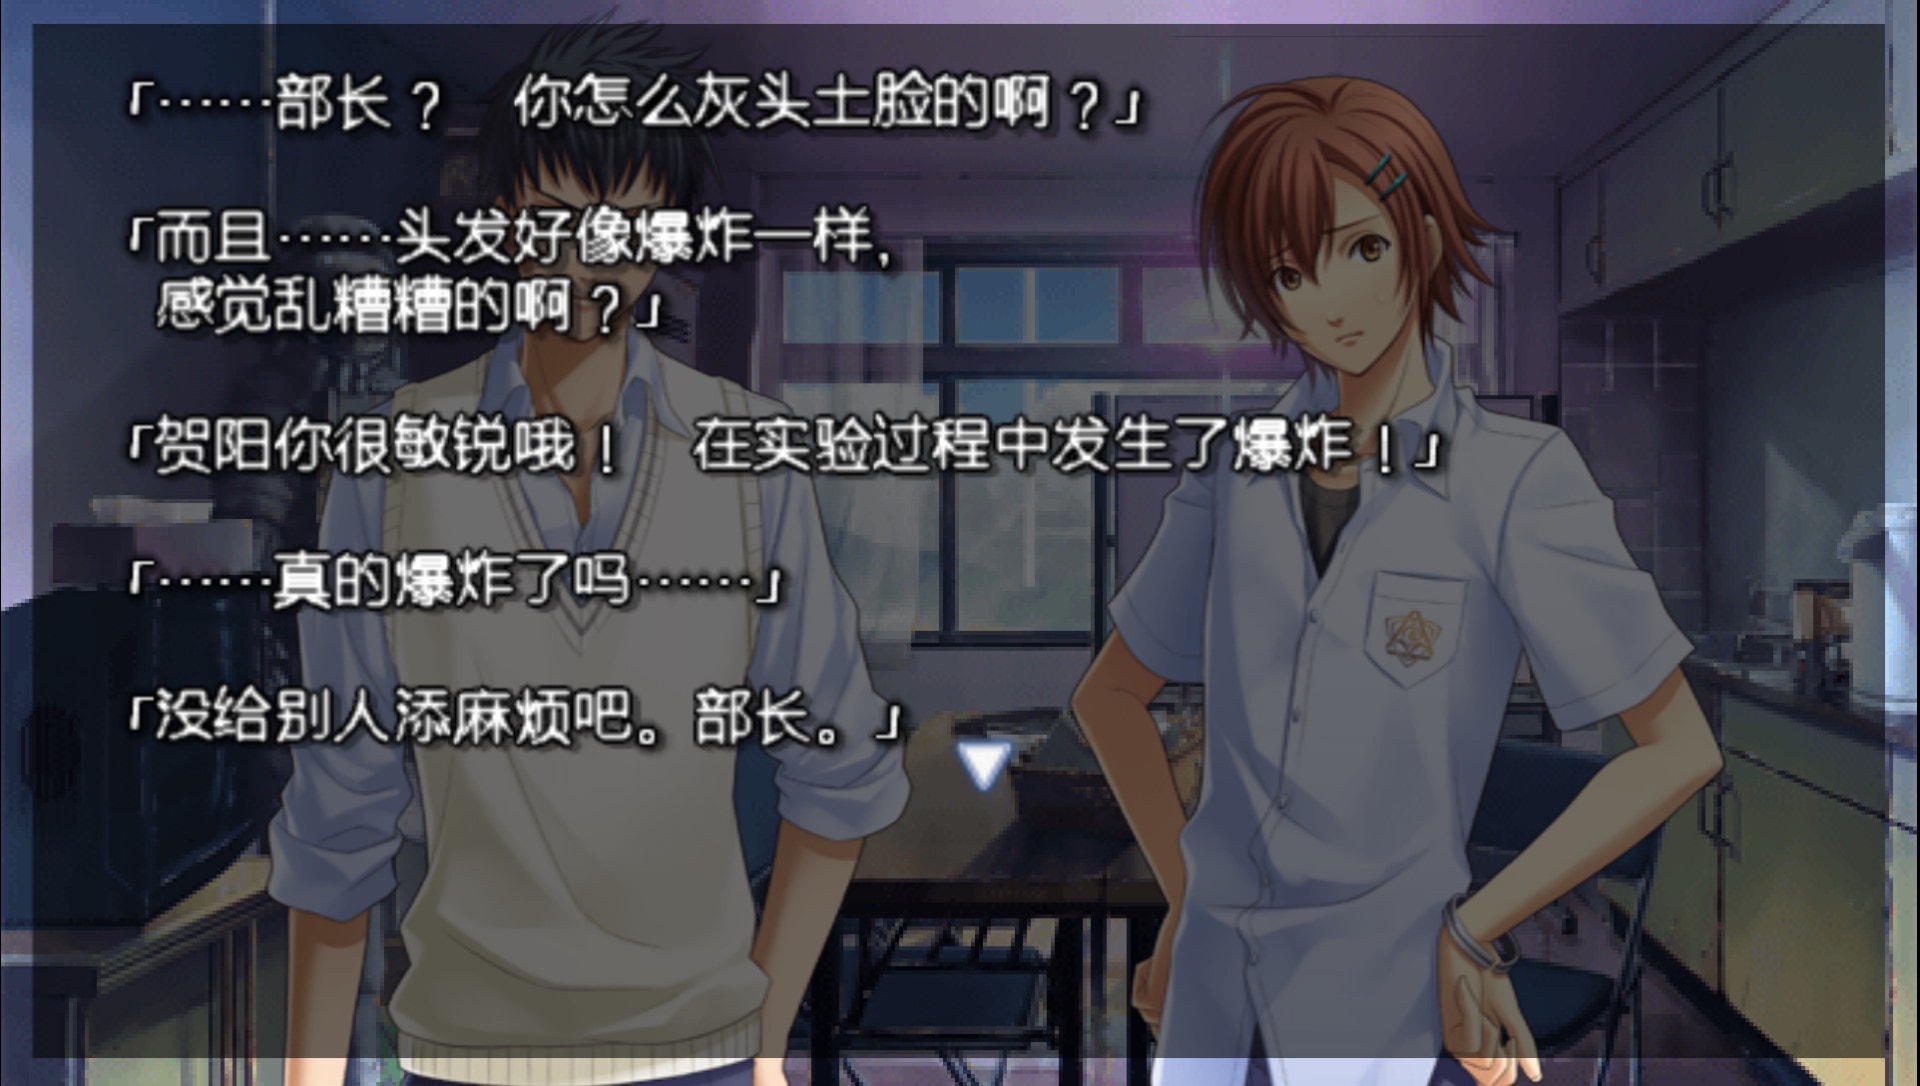 「……部长？　你怎么灰头土脸的啊？」
「而且……头发好像爆炸一样，
感觉乱糟糟的啊？」
「贺阳你很敏锐哦！　在实验过程中发生了爆炸！」
「……真的爆炸了吗……」
「没给别人添麻烦吧。部长。」